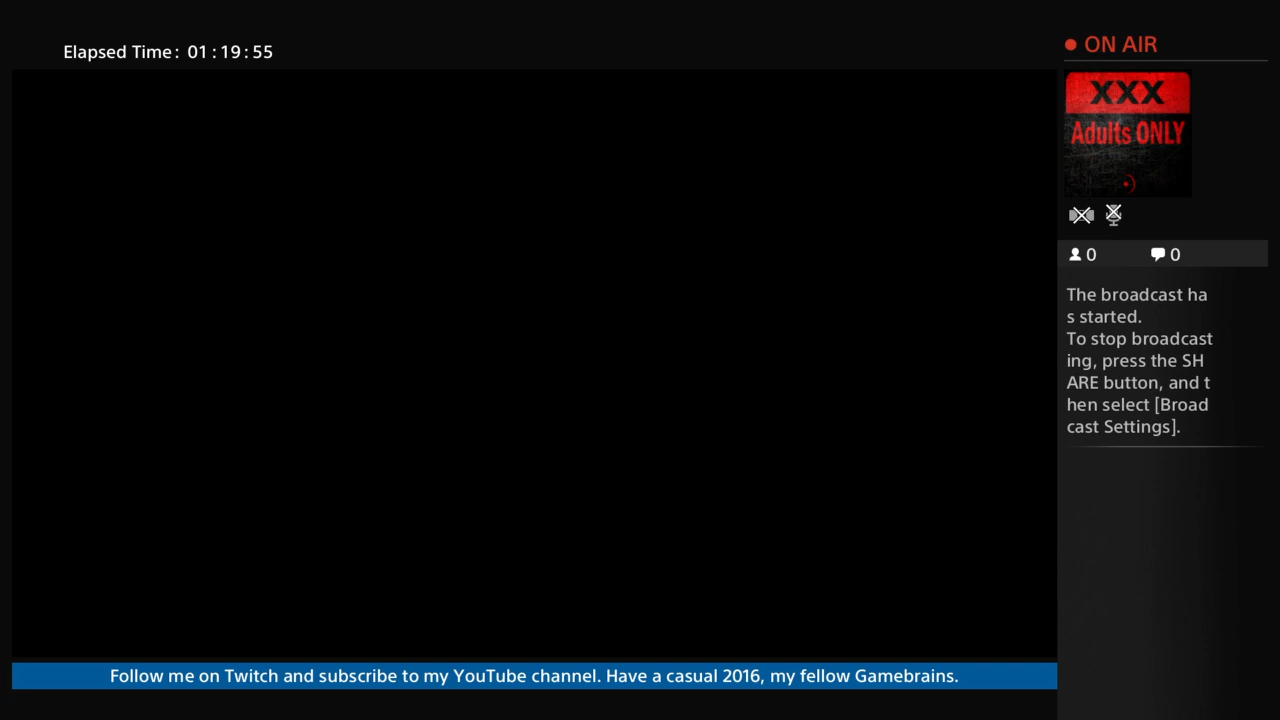 Elapsed Time: 01:19:55
ON AIR
XXX
Adults ONLY
0
0
The broadcast ha
s started.
To stop broadcast
ing, press the SH
ARE button, and t
hen select [Broad
cast Settings].
Follow me on Twitch and subscribe to my YouTube channel. Have a casual 2016, my fellow Gamebrains.